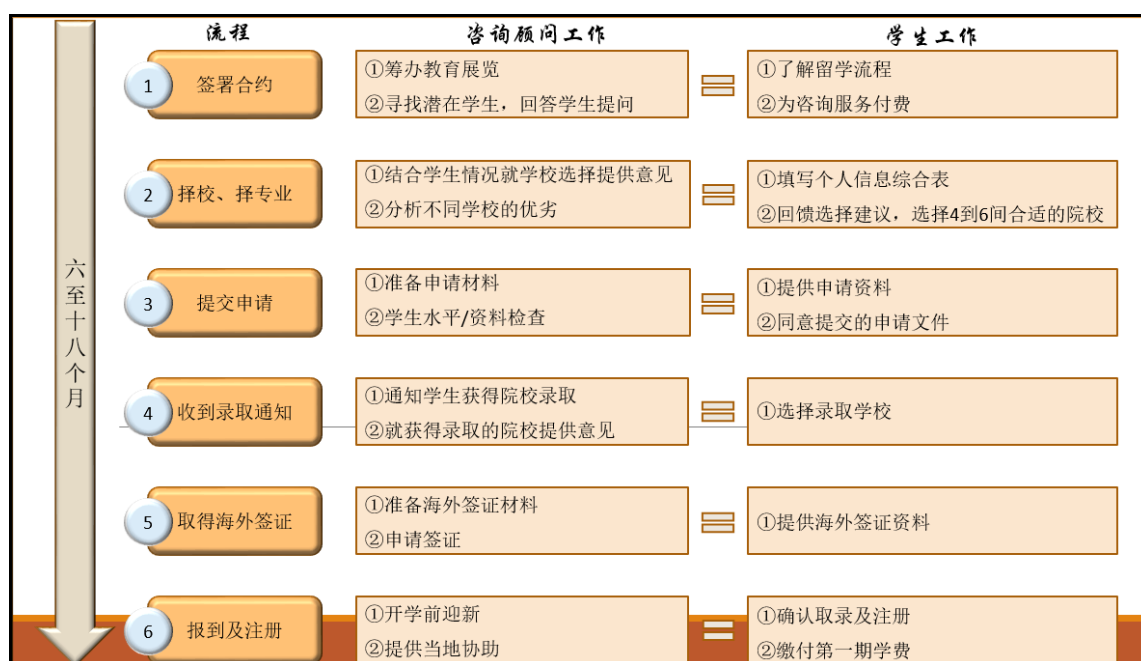 流程 咨询顾问工作 学生工作
六至十八个月
1 签署合约
①筹办教育展览
②寻找潜在学生，回答学生提问
①了解留学流程
②为咨询服务付费
2 择校、择专业
①结合学生情况就学校选择提供意见
②分析不同学校的优劣
①填写个人信息综合表
②回馈选择建议，选择4到6间合适的院校
3 提交申请
①准备申请材料
②学生水平/资料检查
①提供申请资料
②同意提交的申请文件
4 收到录取通知
①通知学生获得院校录取
②就获得录取的院校提供意见
①选择录取学校
5 取得海外签证
①准备海外签证材料
②申请签证
①提供海外签证资料
6 报到及注册
①开学前迎新
②提供当地协助
①确认取录及注册
②缴付第一期学费